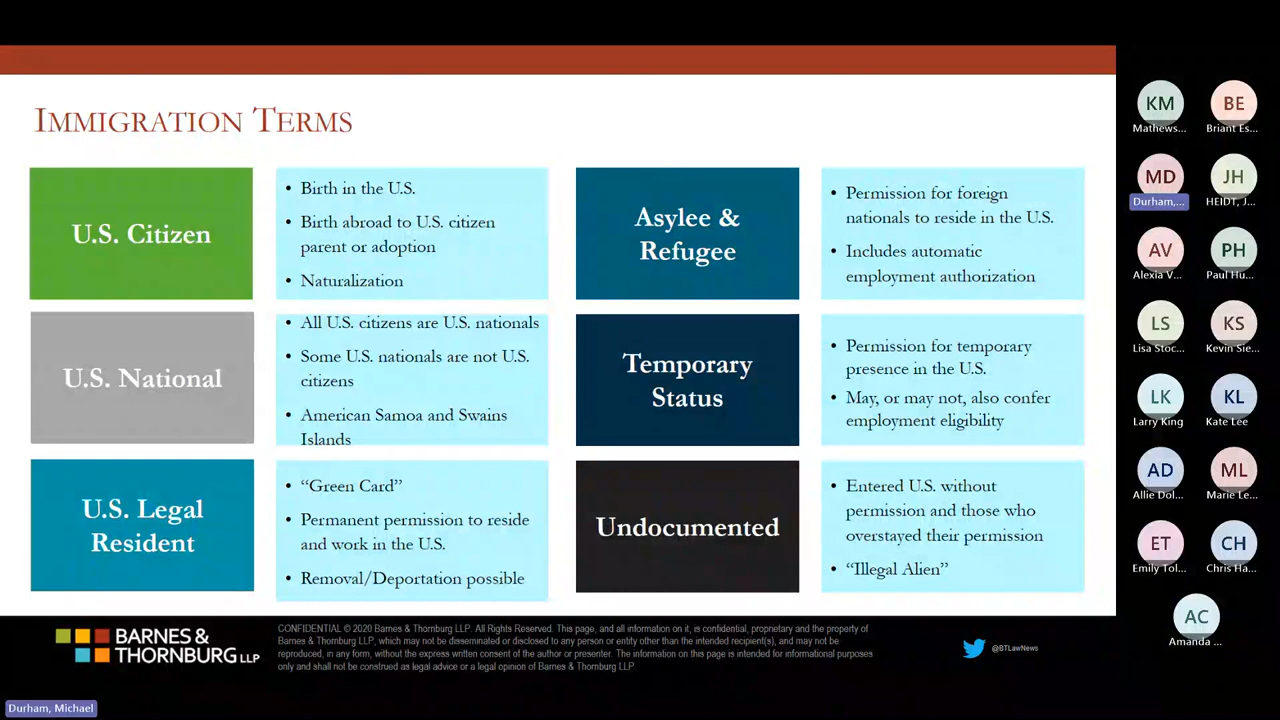 IMMIGRATION TERMS
U.S. Citizen
• Birth in the U.S.
• Birth abroad to U.S. citizen
parent or adoption
• Naturalization
Asylee &
Refugee
• Permission for foreign
nationals to reside in the U.S.
• Includes automatic
employment authorization
U.S. National
• All U.S. citizens are U.S. nationals
• Some U.S. nationals are not U.S.
citizens
• American Samoa and Swains
Islands
Temporary
Status
• Permission for temporary
presence in the U.S.
• May, or may not, also confer
employment eligibility
U.S. Legal
Resident
• “Green Card”
• Permanent permission to reside
and work in the U.S.
• Removal/Deportation possible
Undocumented
• Entered U.S. without
permission and those who
overstayed their permission
• “Illegal Alien”
BARNES &
THORNBURG LLP
CONFIDENTIAL © 2020 Barnes & Thornburg LLP. All Rights Reserved. This page, and all information on it, is confidential, proprietary and the property of
Barnes & Thornburg LLP, which may not be disseminated or disclosed to any person or entity other than the intended recipient(s), and may not be
reproduced, in any form, without the express written consent of the author or presenter. The information on this page is intended for informational purposes
only and shall not be construed as legal advice or a legal opinion of Barnes & Thornburg LLP.
@BTLawNews
KM
Mathews...
BE
Briant Es...
MD
Durham,...
JH
HEIDT, J...
AV
Alexia V...
PH
Paul Hu...
LS
Lisa Stoc...
KS
Kevin Sie...
LK
Larry King
KL
Kate Lee
AD
Allie Dol...
ML
Marie Le...
ET
Emily Tol...
CH
Chris Ha...
AC
Amanda ...
Durham, Michael